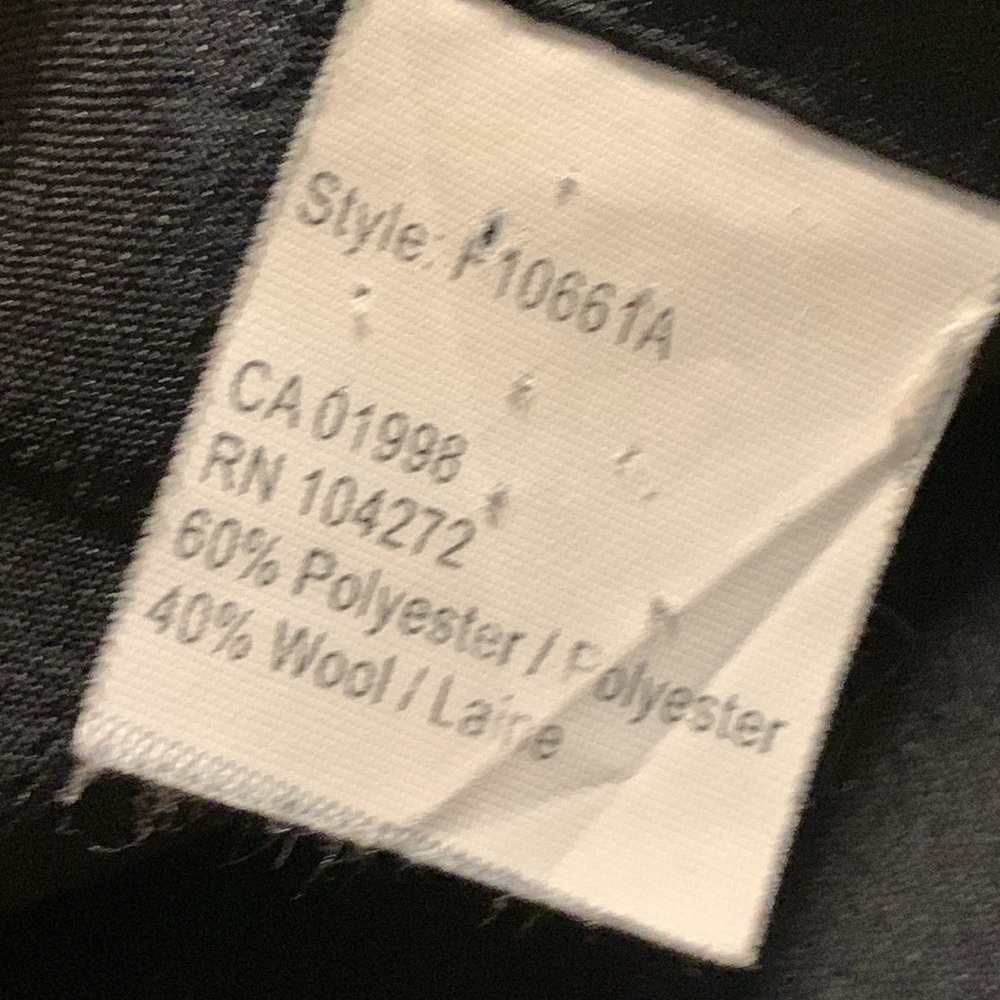 Style: P10661A
CA 01998
RN 104272
60% Polyester / Polyester
40% Wool / Laine